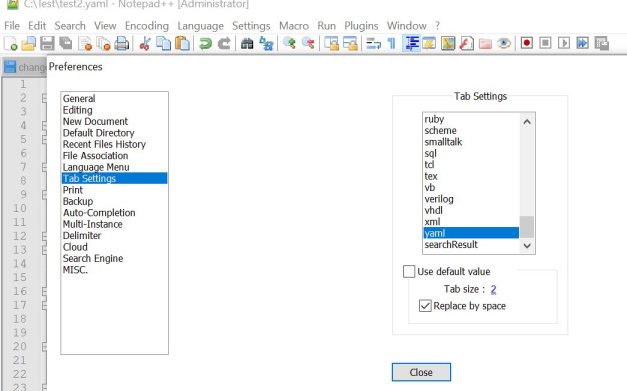 C:\Test\test2.yaml - Notepad++ [Administrator]
File Edit Search View Encoding Language Settings Macro Run Plugins Window ?
chang
Preferences
1
2
3
4
5
6
7
8
9
10
11
12
13
14
15
16
17
18
19
20
21
22
23
General
Editing
New Document
Default Directory
Recent Files History
File Association
Language Menu
Tab Settings
Print
Backup
Auto-Completion
Multi-Instance
Delimiter
Cloud
Search Engine
MISC.
Tab Settings
ruby
scheme
smalltalk
sql
tcl
tex
vb
verilog
vhdl
xml
yaml
searchResult
Use default value
Tab size : 2
Replace by space
Close